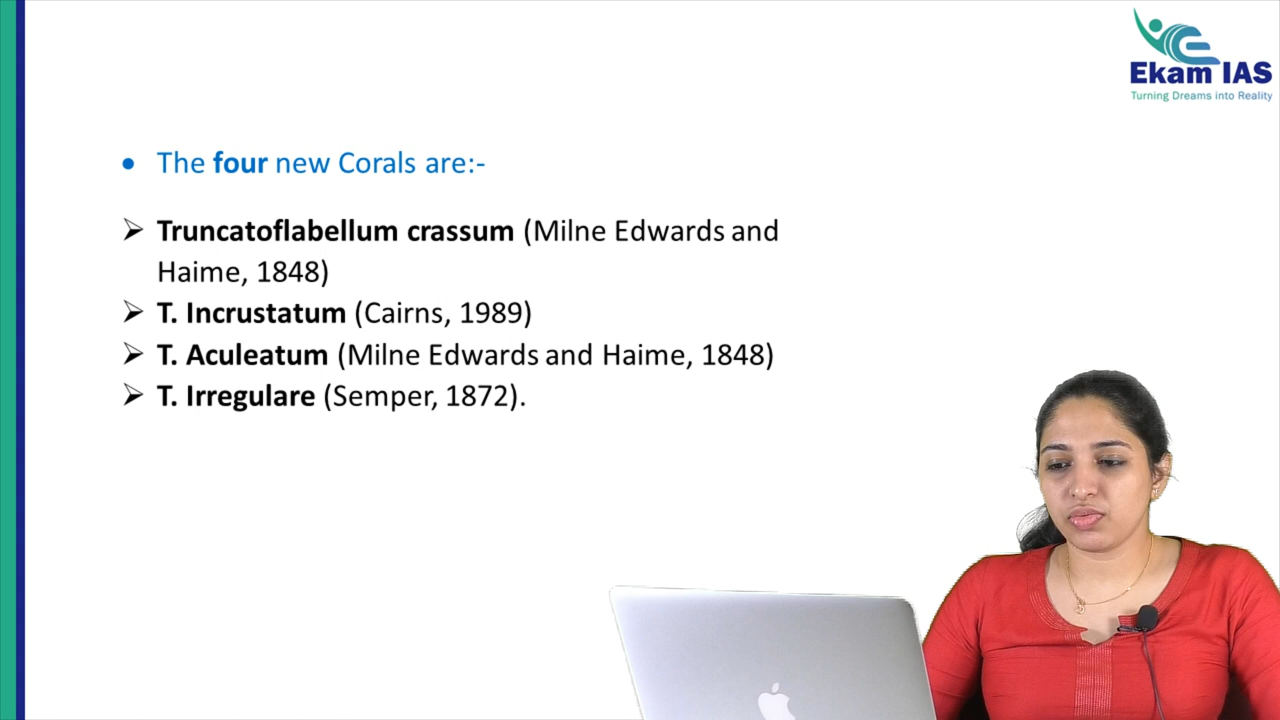 Ekam IAS
Turning Dreams into Reality
• The four new Corals are:-
➢ Truncatoflabellum crassum (Milne Edwards and
Haime, 1848)
➢ T. Incrustatum (Cairns, 1989)
➢ T. Aculeatum (Milne Edwards and Haime, 1848)
➢ T. Irregulare (Semper, 1872).